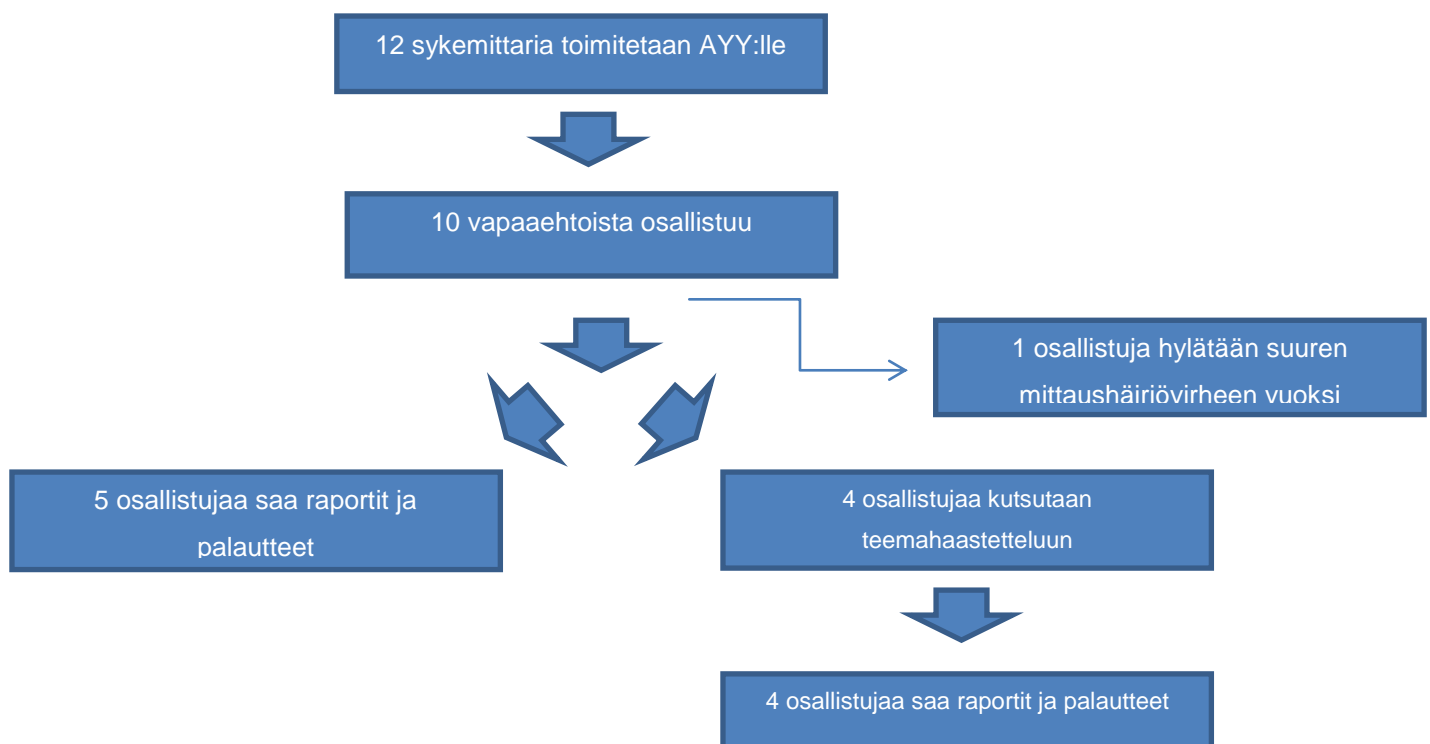 12 sykemittaria toimitetaan AYY:lle
10 vapaaehtoista osallistuu
1 osallistuja hylätään suuren
mittaushäiriövirheen vuoksi
5 osallistujaa saa raportit ja
palautteet
4 osallistujaa kutsutaan
teemahaastetteluun
4 osallistujaa saa raportit ja palautteet